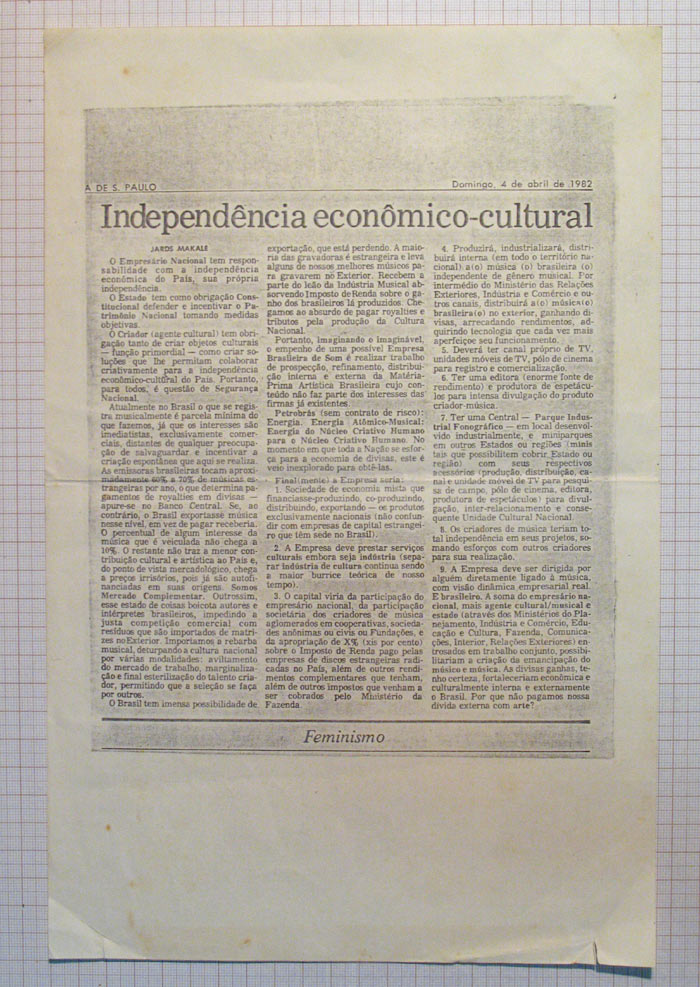 A DE S. PAULO
Domingo, 4 de abril de 1982
Independência econômico-cultural
JARDS MAKALE
O Empresário Nacional tem respon-
sabilidade com a independência
econômica do País, sua própria
independência.
O Estado tem como obrigação Cons-
titucional defender e incentivar o Pa-
trimônio Nacional tomando medidas
objetivas.
O Criador (agente cultural) tem obri-
gação tanto de criar objetos culturais
— função primordial — como criar so-
luções que lhe permitam colaborar
criativamente para a independência
econômico-cultural do País. Portanto,
para todos, é questão de Segurança
Nacional.
Atualmente no Brasil o que se regis-
tra musicalmente é parcela mínima do
que fazemos, já que os interesses são
imediatistas, exclusivamente comer-
ciais, distantes de qualquer preocupa-
ção de salvaguardar e incentivar a
criação espontânea que aqui se realiza.
As emissoras brasileiras tocam aproxi-
madamente 60% a 70% de músicas es-
trangeiras por ano, o que determina pa-
gamentos de royalties em divisas —
apure-se no Banco Central. Se, ao
contrário, o Brasil exportasse música
nesse nível, em vez de pagar receberia.
O percentual de algum interesse da
música que é veiculada não chega a
10%. O restante não traz a menor con-
tribuição cultural e artística ao País e,
do ponto de vista mercadológico, chega
a preços irrisórios, pois já são autofi-
nanciadas em suas origens. Somos
Mercado Complementar. Outrossim,
esse estado de coisas boicota autores e
intérpretes brasileiros, impedindo a
justa competição comercial com
resíduos que são importados de matri-
zes no Exterior. Importamos a rebarba
musical, deturpando a cultura nacional
por várias modalidades: aviltamento
do mercado de trabalho, marginaliza-
ção e final esterilização do talento cria-
dor, permitindo que a seleção se faça
por outros.
O Brasil tem imensa possibilidade de
exportação, que está perdendo. A maio-
ria das gravadoras é estrangeira e leva
alguns de nossos melhores músicos pa-
ra gravarem no Exterior. Recebem a
parte do leão da Indústria Musical ab-
sorvendo Imposto de Renda sobre o ga-
nho dos brasileiros lá produzidos. Che-
gamos ao absurdo de pagar royalties e
tributos pela produção da Cultura
Nacional.
Portanto, imaginando o imaginável,
o empenho de uma possível Empresa
Brasileira de Som é realizar trabalho
de prospecção, refinamento, distribui-
ção interna e externa da Matéria-
Prima Artística Brasileira cujo con-
teúdo não faz parte dos interesses das
firmas já existentes.
Petrobrás (sem contrato de risco):
Energia. Energia Atômico-Musical:
Energia do Núcleo Criativo Humano
para o Núcleo Criativo Humano. No
momento em que toda a Nação se esfor-
ça para a economia de divisas, este é
veio inexplorado para obtê-las.
Final(mente) a Empresa seria:
1. Sociedade de economia mista que
financiasse-produzindo, co-produzindo,
distribuindo, exportando — os produtos
exclusivamente nacionais (não confun-
dir com empresas de capital estrangei-
ro que têm sede no Brasil).
2. A Empresa deve prestar serviços
culturais embora seja indústria (sepa-
rar indústria de cultura continua sendo
a maior burrice teórica de nosso
tempo).
3. O capital viria da participação do
empresário nacional, da participação
societária dos criadores de música
aglomerados em cooperativas, socieda-
des anônimas ou civis ou Fundações, e
da apropriação de X% (xis por cento)
sobre o Imposto de Renda pago pelas
empresas de discos estrangeiras radi-
cadas no País, além de outros rendi-
mentos complementares que tenham,
além de outros impostos que venham a
ser cobrados pelo Ministério da
Fazenda.
4. Produzirá, industrializará, distri-
buirá interna (em todo o território na-
cional) a(o) música (o) brasileira (o)
independente de gênero musical. Por
intermédio do Ministério das Relações
Exteriores, Indústria e Comércio e ou-
tros canais, distribuirá a(o) músic(o)
brasileira(o) no exterior, ganhando di-
visas, arrecadando rendimentos, ad-
quirindo tecnologia que cada vez mais
aperfeiçoe seu funcionamento.
5. Deverá ter canal próprio de TV,
unidades móveis de TV, pólo de cinema
para registro e comercialização.
6. Ter uma editora (enorme fonte de
rendimento) e produtora de espetácu-
los para intensa divulgação do produto
criador-música.
7. Ter uma Central — Parque Indus-
trial Fonográfico — em local desenvol-
vido industrialmente, e miniparques
em outros Estados ou regiões (minis
tais que possibilitem cobrir Estado ou
região) com seus respectivos
acessórios (produção, distribuição, ca-
nal e unidade móvel de TV para pesqui-
sa de campo, pólo de cinema, editora,
produtora de espetáculos) para divul-
gação, inter-relacionamento e conse-
quente Unidade Cultural Nacional.
8. Os criadores de música teriam to-
tal independência em seus projetos, so-
mando esforços com outros criadores
para sua realização.
9. A Empresa deve ser dirigida por
alguém diretamente ligado à música,
com visão dinâmica empresarial real.
E brasileiro. A soma do empresário na-
cional, mais agente cultural/musical e
estado (através dos Ministérios do Pla-
nejamento, Indústria e Comércio, Edu-
cação e Cultura, Fazenda, Comunica-
ções, Interior, Relações Exteriores) en-
trosados em trabalho conjunto, possibi-
litariam a criação da emancipação do
músico e música. As divisas ganhas, te-
nho certeza, fortaleceriam econômica e
culturalmente interna e externamente
o Brasil. Por que não pagamos nossa
dívida externa com arte?
Feminismo